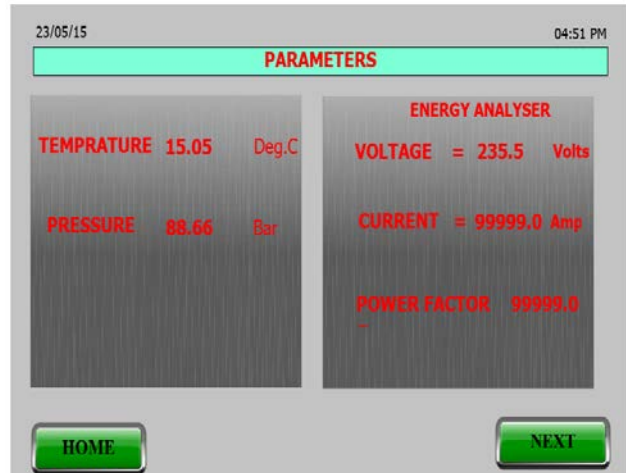 23/05/15
04:51 PM
PARAMETERS
TEMPRATURE 15.05 Deg.C
PRESSURE 88.66 Bar
ENERGY ANALYSER
VOLTAGE = 235.5 Volts
CURRENT = 99999.0 Amp
POWER FACTOR 99999.0
HOME
NEXT